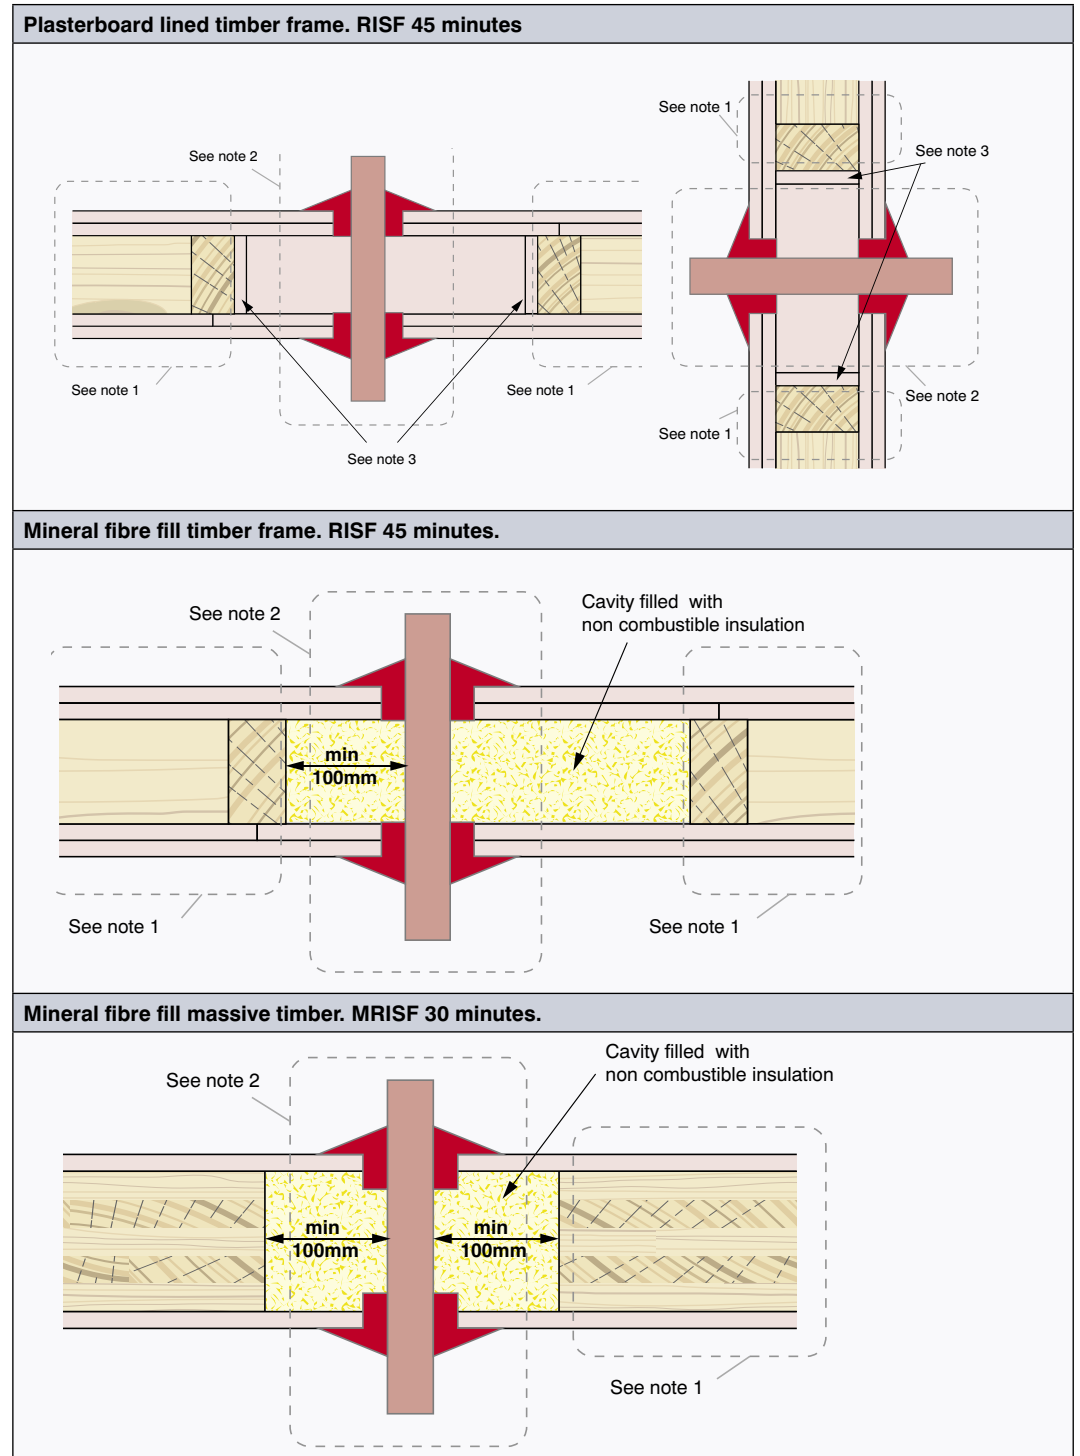 Plasterboard lined timber frame. RISF 45 minutes
See note 1
See note 3
See note 2
See note 1
See note 1
See note 2
See note 1
See note 3
Mineral fibre fill timber frame. RISF 45 minutes.
See note 2
Cavity filled with
non combustible insulation
min
100mm
See note 1
See note 1
Mineral fibre fill massive timber. MRISF 30 minutes.
See note 2
Cavity filled with
non combustible insulation
min
100mm
min
100mm
See note 1